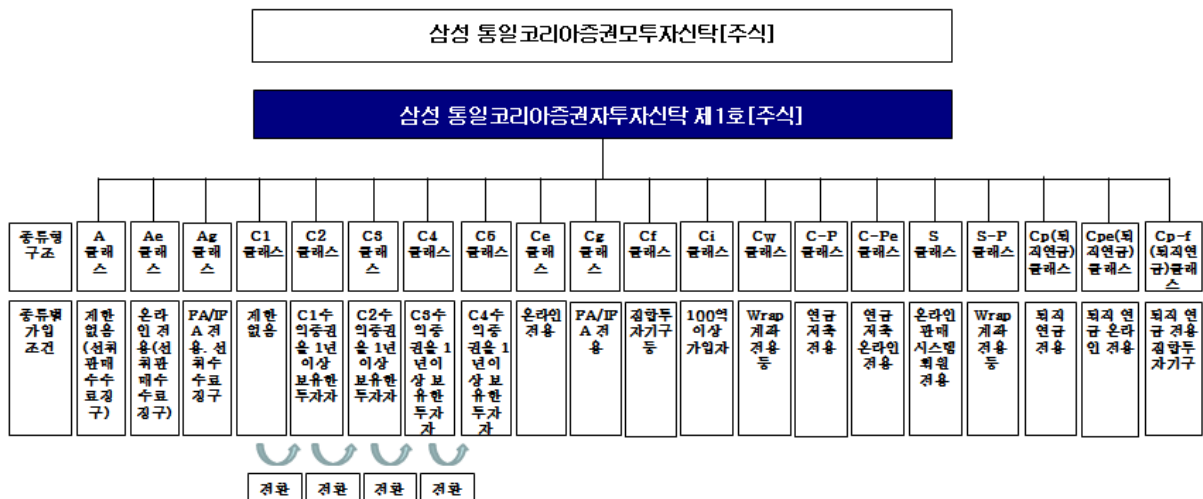 삼성 통일코리아증권모투자신탁[주식]
삼성 통일코리아증권자투자신탁 제1호[주식]
종류형
구조
A
클래
스
Ae
클래
스
Ag
클래
스
C1
클래스
C2
클래스
C3
클래스
C4
클래스
C5
클래스
Ce
클래스
Cg
클래스
Cf
클래스
Ci
클래스
Cw
클래스
C-P
클래스
C-Pe
클래스
S
클래스
S-P
클래스
Cp(퇴
직연금)
클래스
Cpe(퇴
직연금)
클래스
Cp-f
(퇴직연
금)클래
스
종류별
가입
조건
제한
없음
(선취
판매
수수
료징
구)
온라
인 전
용(선
취판
매수
수료
징구)
FA/IF
A 전
용. 선
취수수
료징구
제한
없음
C1수
익증권
을 1년
이상
보유한
투자자
C2수
익증권
을 1년
이상
보유한
투자자
C3수
익증
권을 1
년이
상 보
유한
투자
자
C4수
익증
권을 1
년이
상 보
유한
투자
자
온라인
전용
FA/IF
A 전
용
집합투
자기구
등
100억
이상
가입자
Wrap
계좌
전용
등
연금
저축
전용
연금
저축
온라인
전용
온라인
판매
시스템
회원
전용
Wrap
계좌
전용
등
퇴직
연금
전용
퇴직 연
금 온라
인 전용
퇴직 연
금 전용
집합투
자기구
전환
전환
전환
전환